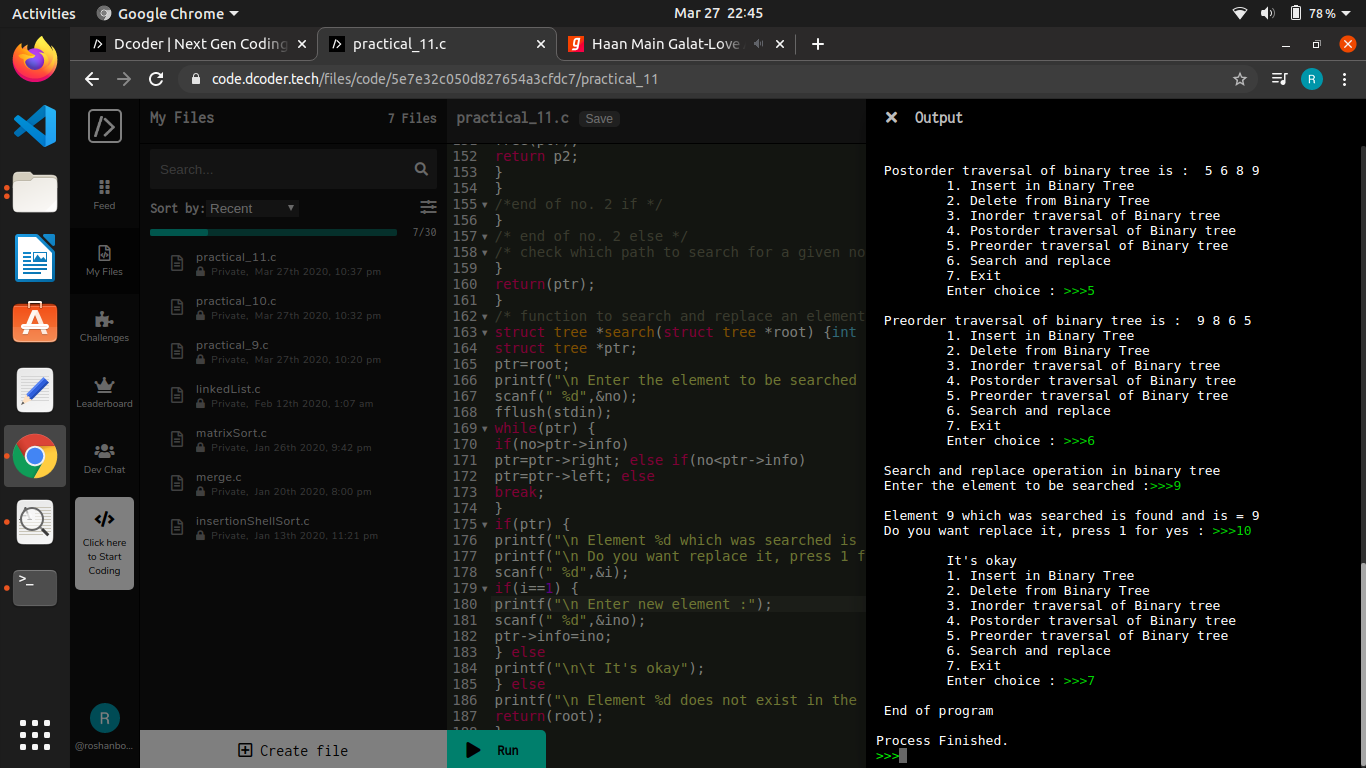 Activities
Google Chrome
Mar 27 22:45
78 %
Dcoder | Next Gen Coding
practical_11.c
Haan Main Galat-Love
code.dcoder.tech/files/code/5e7e32c050d827654a3cfdc7/practical_11
R
Feed
My Files
Challenges
Leaderboard
Dev Chat
Click here
to Start
Coding
R
@roshanbo...
My Files
7 Files
Search...
Sort by: Recent
7/30
practical_11.c
Private, Mar 27th 2020, 10:37 pm
practical_10.c
Private, Mar 27th 2020, 10:32 pm
practical_9.c
Private, Mar 27th 2020, 10:20 pm
linkedList.c
Private, Feb 12th 2020, 1:07 am
matrixSort.c
Private, Jan 26th 2020, 9:42 pm
merge.c
Private, Jan 20th 2020, 8:00 pm
insertionShellSort.c
Private, Jan 13th 2020, 11:21 pm
Create file
practical_11.c
Save
152 return p2;
153 }
154 }
155 /*end of no. 2 if */
156 }
157 /* end of no. 2 else */
158 /* check which path to search for a given no
159 }
160 return(ptr);
161 }
162 /* function to search and replace an element
163 struct tree *search(struct tree *root) {int
164 struct tree *ptr;
165 ptr=root;
166 printf("\n Enter the element to be searched
167 scanf(" %d",&no);
168 fflush(stdin);
169 while(ptr) {
170 if(no>ptr->info)
171 ptr=ptr->right; else if(no<ptr->info)
172 ptr=ptr->left; else
173 break;
174 }
175 if(ptr) {
176 printf("\n Element %d which was searched is
177 printf("\n Do you want replace it, press 1 f
178 scanf(" %d",&i);
179 if(i==1) {
180 printf("\n Enter new element :");
181 scanf(" %d",&ino);
182 ptr->info=ino;
183 } else
184 printf("\n\t It's okay");
185 } else
186 printf("\n Element %d does not exist in the
187 return(root);
Run
Output
Postorder traversal of binary tree is : 5 6 8 9
1. Insert in Binary Tree
2. Delete from Binary Tree
3. Inorder traversal of Binary tree
4. Postorder traversal of Binary tree
5. Preorder traversal of Binary tree
6. Search and replace
7. Exit
Enter choice : >>>5
Preorder traversal of binary tree is : 9 8 6 5
1. Insert in Binary Tree
2. Delete from Binary Tree
3. Inorder traversal of Binary tree
4. Postorder traversal of Binary tree
5. Preorder traversal of Binary tree
6. Search and replace
7. Exit
Enter choice : >>>6
Search and replace operation in binary tree
Enter the element to be searched :>>>9
Element 9 which was searched is found and is = 9
Do you want replace it, press 1 for yes : >>>10
It's okay
1. Insert in Binary Tree
2. Delete from Binary Tree
3. Inorder traversal of Binary tree
4. Postorder traversal of Binary tree
5. Preorder traversal of Binary tree
6. Search and replace
7. Exit
Enter choice : >>>7
End of program
Process Finished.
>>>